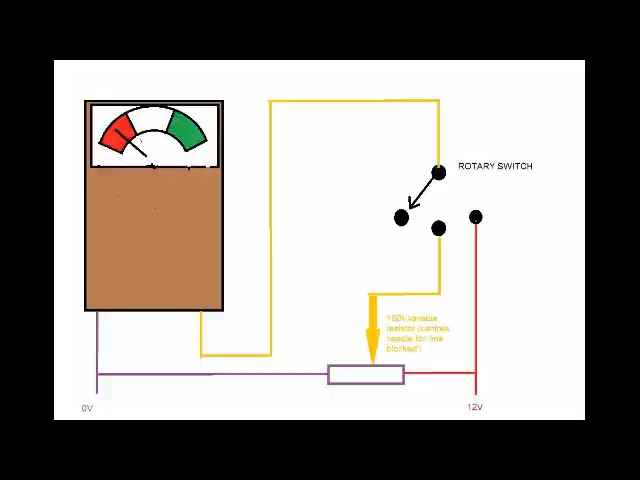 ROTARY SWITCH
100k variable
resistor (centres
needle for 'line
blocked')
0V
12V